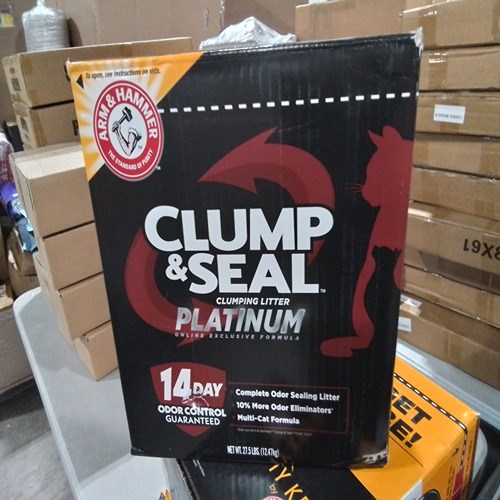 To open, see instructions on side.
ARM & HAMMER
THE STANDARD OF PURITY
CLUMP
& SEAL
CLUMPING LITTER
PLATINUM
ONLINE EXCLUSIVE FORMULA
14 DAY
ODOR CONTROL
GUARANTEED
Complete Odor Sealing Litter
10% More Odor Eliminators*
Multi-Cat Formula
NET WT. 27.5 LBS. (12.47kg)